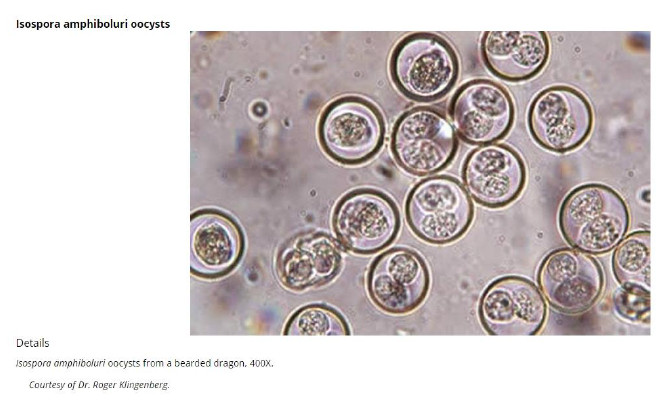 Isospora amphiboluri oocysts
Details
Isospora amphiboluri oocysts from a bearded dragon, 400X.
Courtesy of Dr. Roger Klingenberg.